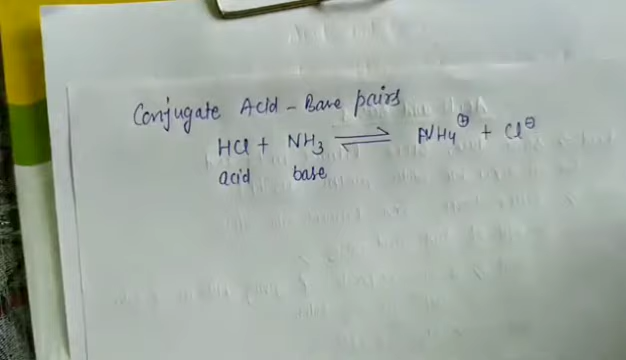 Conjugate Acid - Base pairs
HCl + NH₃ ⇌ NH₄⊕ + Cl⊖
acid base